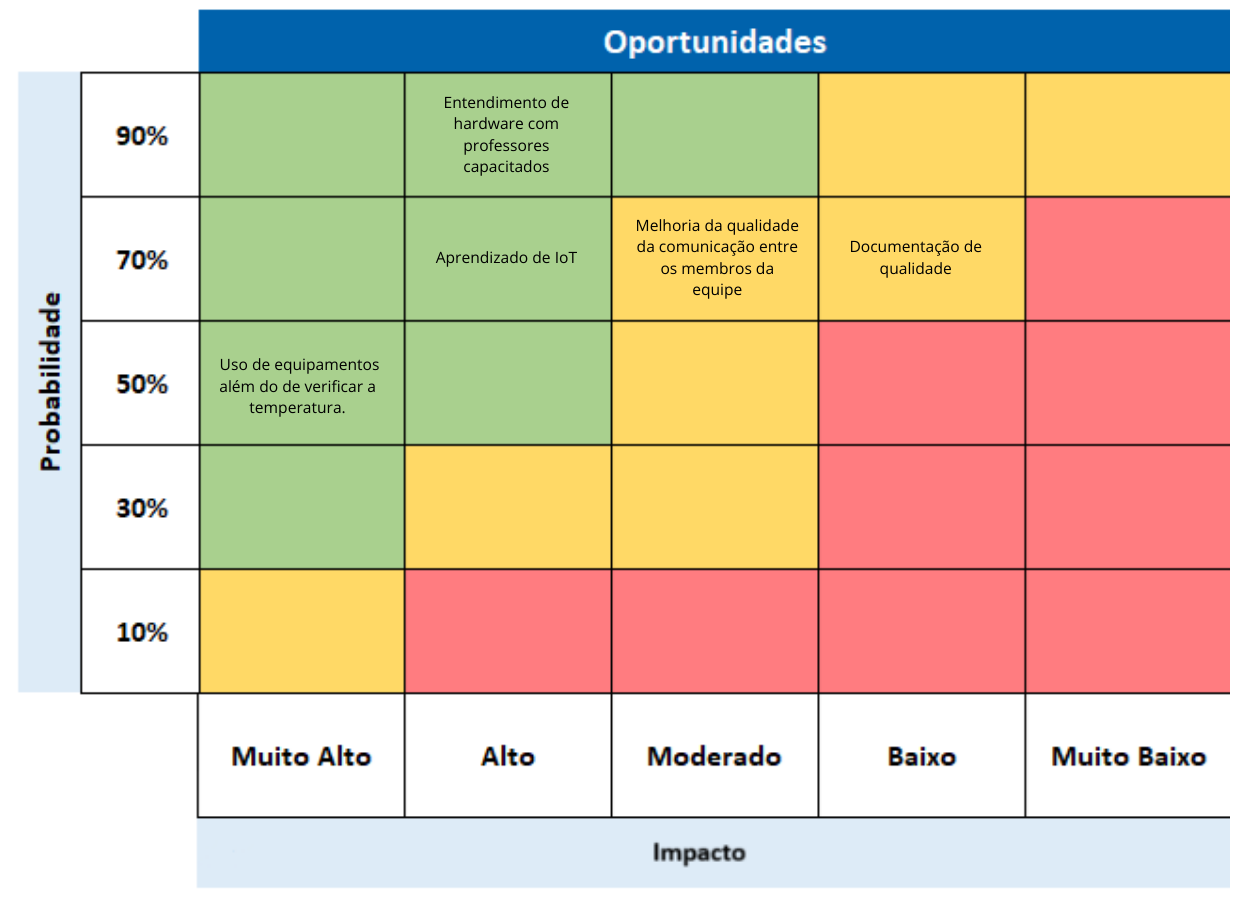 Oportunidades
90%
Entendimento de
hardware com
professores
capacitados
70%
Aprendizado de IoT
Melhoria da qualidade
da comunicação entre
os membros da
equipe
Documentação de
qualidade
Probabilidade
50%
Uso de equipamentos
além do de verificar a
temperatura.
30%
10%
Muito Alto
Alto
Moderado
Baixo
Muito Baixo
Impacto